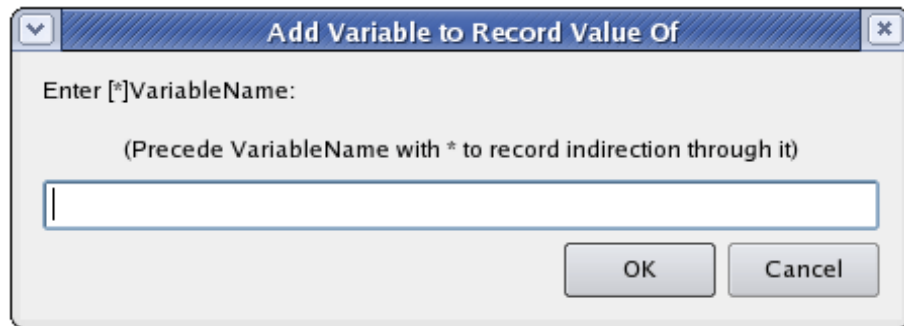 Add Variable to Record Value Of
Enter [*]VariableName:
(Precede VariableName with * to record indirection through it)
OK
Cancel